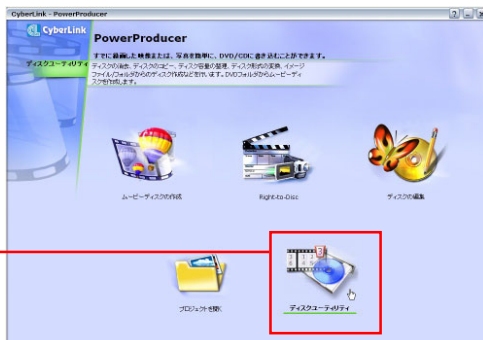 CyberLink - PowerProducer
CyberLink
PowerProducer
すでに録画した映像または、写真を簡単に、DVD/CDに書き込むことができます。
ディスクユーティリティ
ディスクの消去、ディスクのコピー、ディスク容量の整理、ディスク形式の変換、イメージ
ファイル/フォルダからのディスク作成などを行います。DVDフォルダからムービーディ
スクを作成します。
ムービーディスクの作成
Right-to-Disc
ディスクの編集
プロジェクトを開く
ディスクユーティリティ